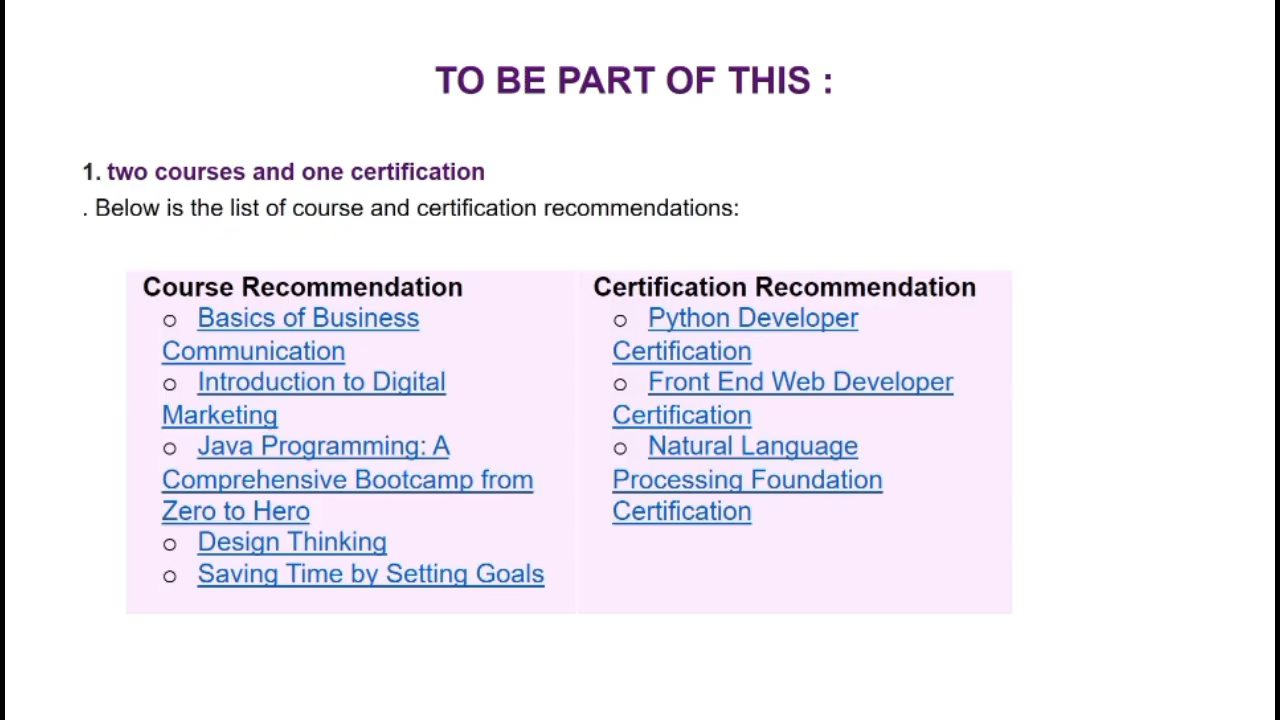 TO BE PART OF THIS :
1. two courses and one certification
. Below is the list of course and certification recommendations:
Course Recommendation
o Basics of Business
Communication
o Introduction to Digital
Marketing
o Java Programming: A
Comprehensive Bootcamp from
Zero to Hero
o Design Thinking
o Saving Time by Setting Goals
Certification Recommendation
o Python Developer
Certification
o Front End Web Developer
Certification
o Natural Language
Processing Foundation
Certification